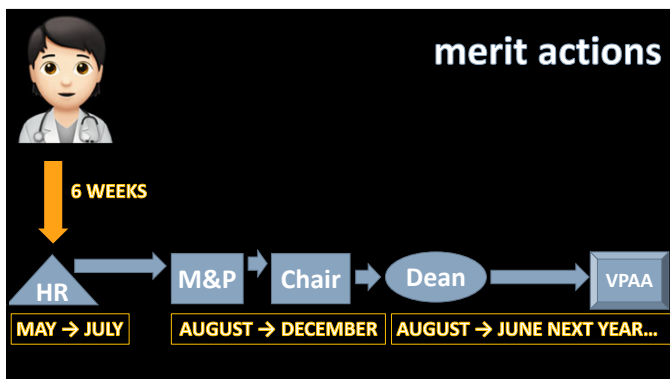 merit actions
6 WEEKS
HR
M&P
Chair
Dean
VPAA
MAY → JULY
AUGUST → DECEMBER
AUGUST → JUNE NEXT YEAR...